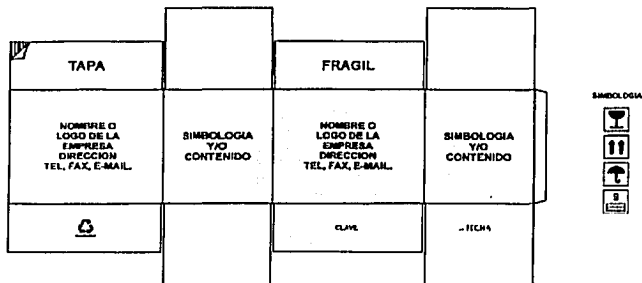 TAPA
FRAGIL
SIMBOLOGIA
NOMBRE O
LOGO DE LA
EMPRESA
DIRECCION
TEL, FAX, E-MAIL.
SIMBOLOGIA
Y/O
CONTENIDO
NOMBRE O
LOGO DE LA
EMPRESA
DIRECCION
TEL, FAX, E-MAIL.
SIMBOLOGIA
Y/O
CONTENIDO
CLAVE
FECHA